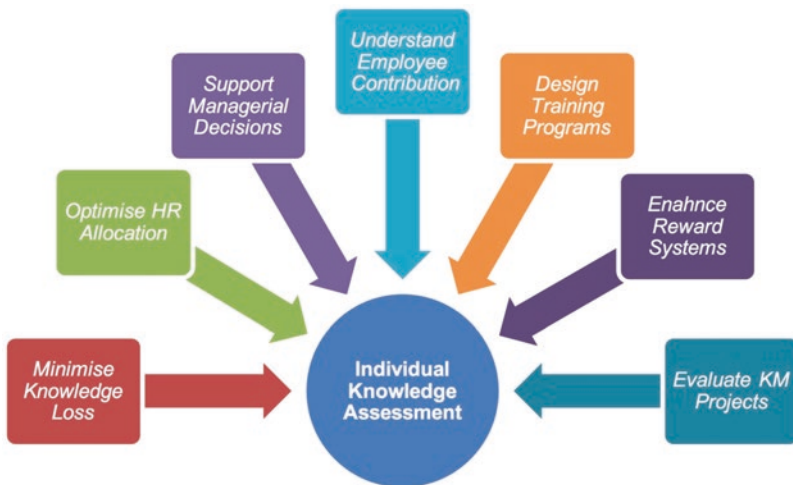 Understand
Employee
Contribution
Support
Managerial
Decisions
Design
Training
Programs
Optimise HR
Allocation
Enahnce
Reward
Systems
Minimise
Knowledge
Loss
Individual
Knowledge
Assessment
Evaluate KM
Projects